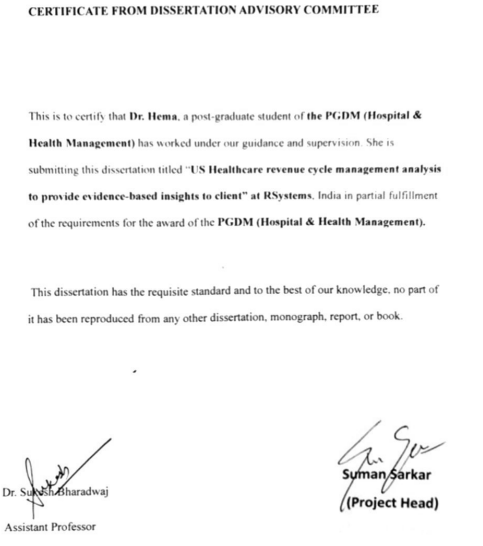 CERTIFICATE FROM DISSERTATION ADVISORY COMMITTEE
This is to certify that Dr. Hema, a post-graduate student of the PGDM (Hospital &
Health Management) has worked under our guidance and supervision. She is
submitting this dissertation titled "US Healthcare revenue cycle management analysis
to provide evidence-based insights to client" at RSystems, India in partial fulfillment
of the requirements for the award of the PGDM (Hospital & Health Management).
This dissertation has the requisite standard and to the best of our knowledge, no part of
it has been reproduced from any other dissertation, monograph, report, or book.
Dr. Sukesh Bharadwaj
Assistant Professor
Suman Sarkar
(Project Head)